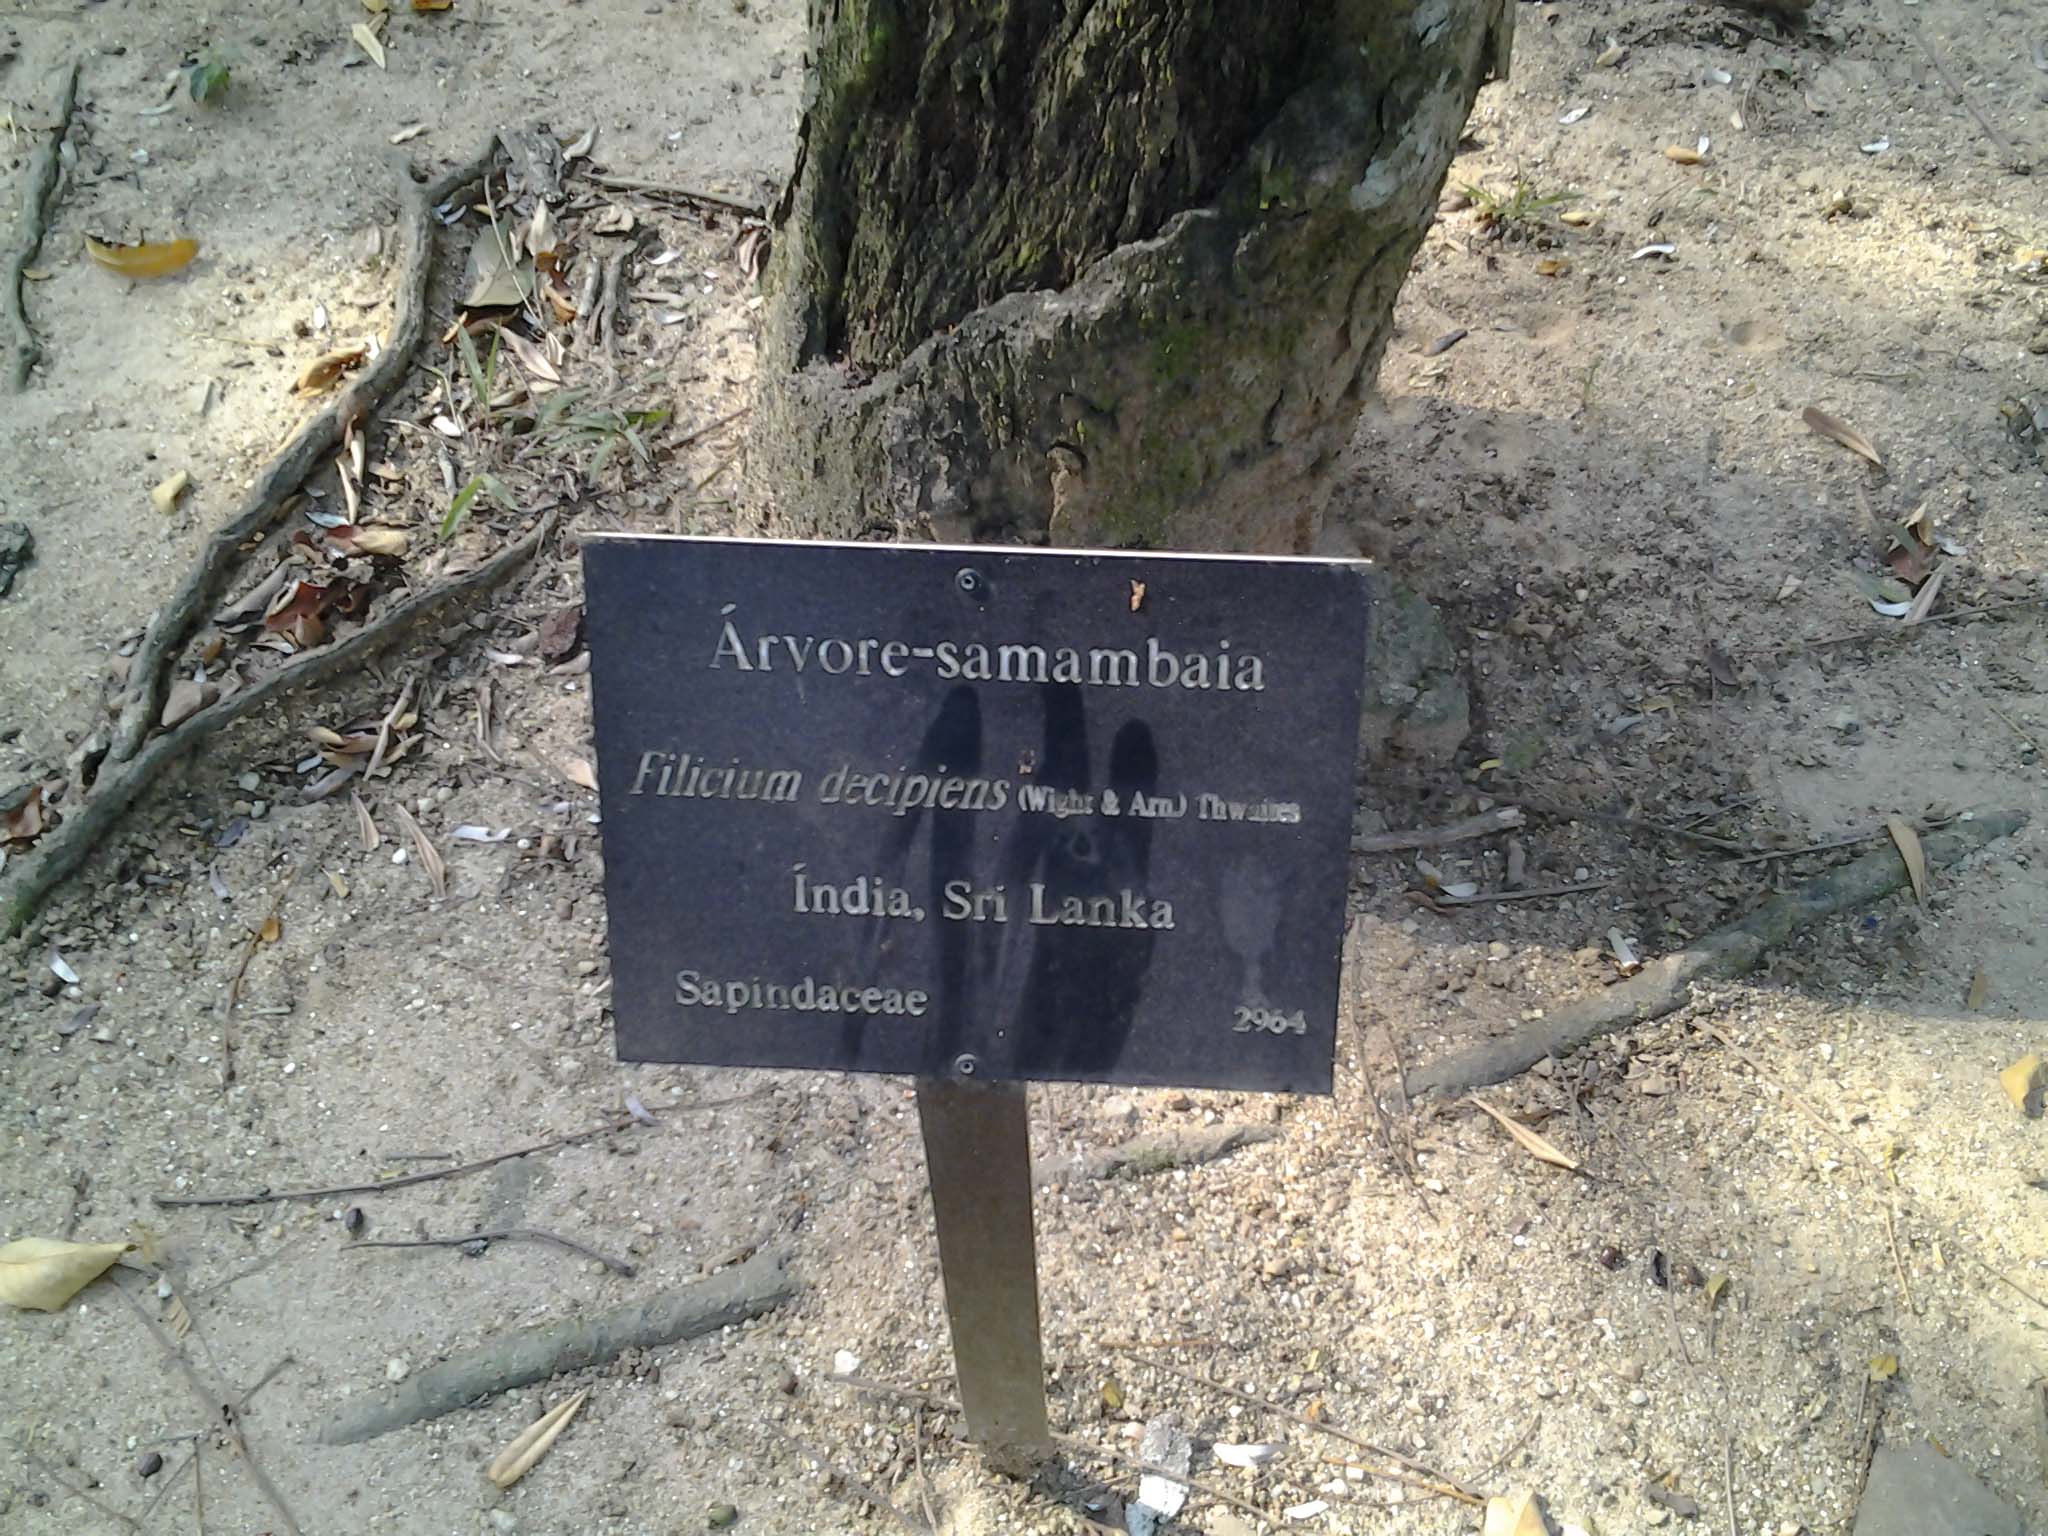 Árvore-samambaia
Filicium decipiens (Wight & Arn.) Thwaites
Índia, Sri Lanka
Sapindaceae
2964